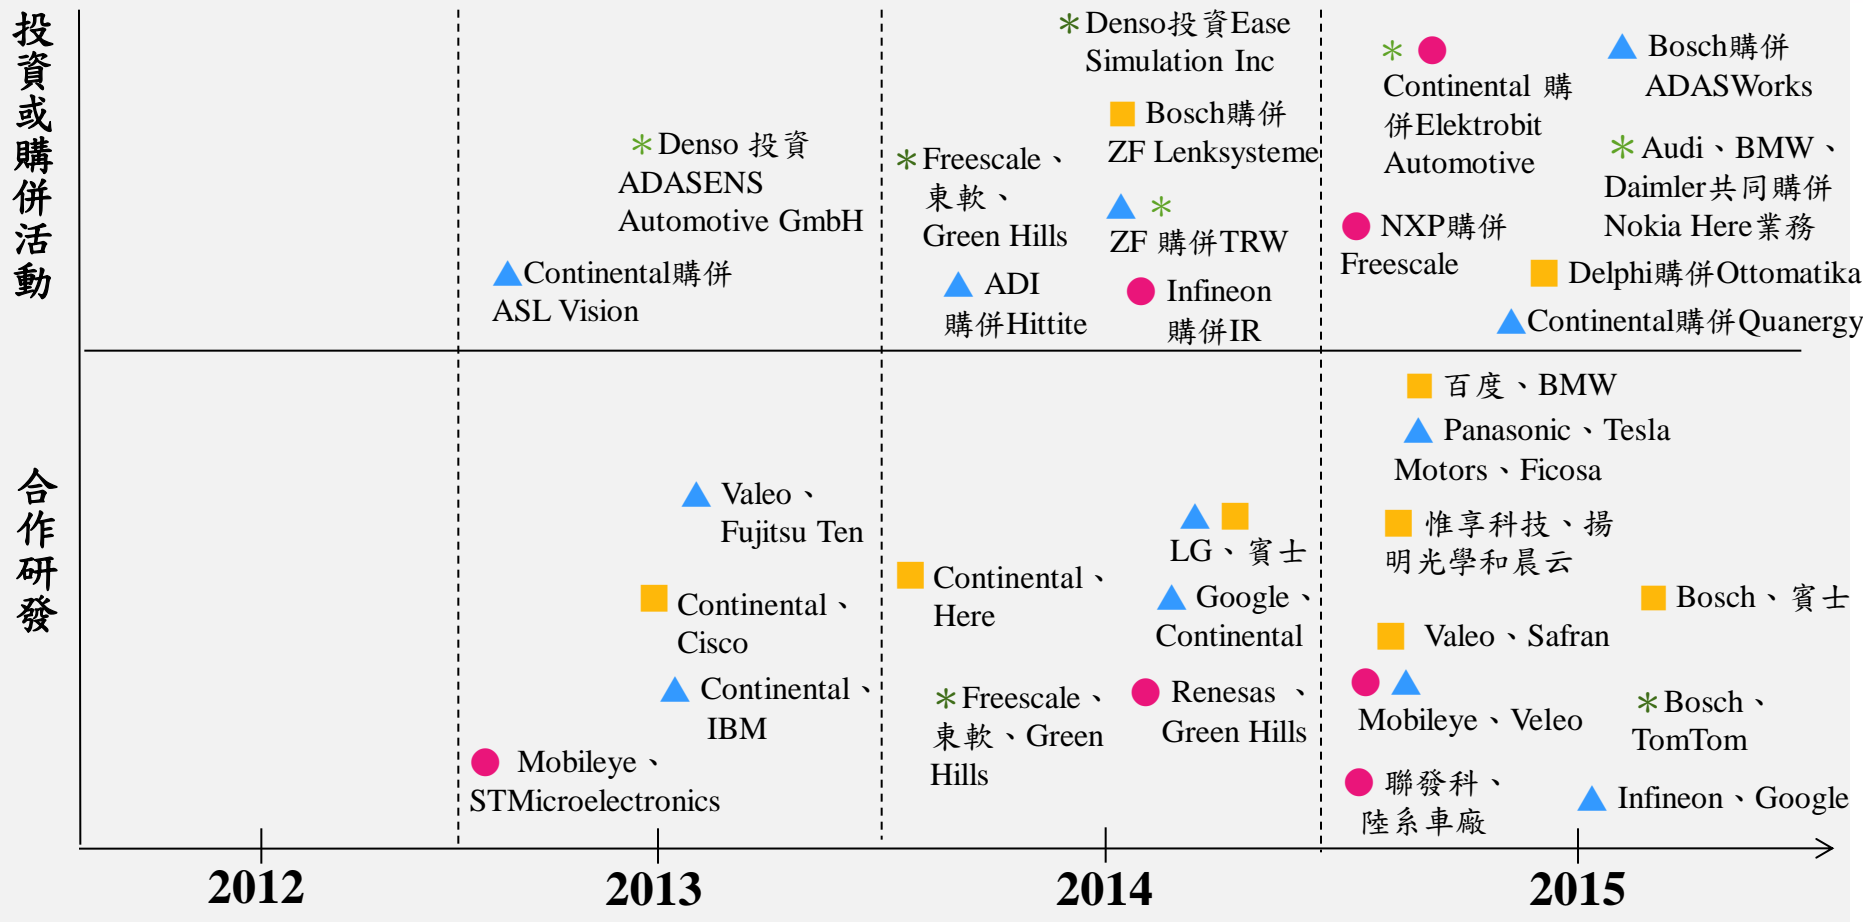 投資或購併活動
Denso 投資
ADASENS
Automotive GmbH
Continental購併
ASL Vision
Denso投資Ease
Simulation Inc
Bosch購併
ZF Lenksysteme
Freescale、
東軟、
Green Hills
ZF 購併TRW
ADI
購併Hittite
Infineon
購併IR
Continental 購
併Elektrobit
Automotive
Bosch購併
ADASWorks
Audi、BMW、
Daimler共同購併
Nokia Here業務
NXP購併
Freescale
Delphi購併Ottomatika
Continental購併Quanergy
合作研發
Valeo、
Fujitsu Ten
Continental、
Cisco
Continental、
IBM
Mobileye、
STMicroelectronics
LG、賓士
Continental、
Here
Google、
Continental
Freescale、
東軟、Green
Hills
Renesas 、
Green Hills
百度、BMW
Panasonic、Tesla
Motors、Ficosa
惟享科技、揚
明光學和晨云
Bosch、賓士
Valeo、Safran
Mobileye、Veleo
Bosch、
TomTom
聯發科、
陸系車廠
Infineon、Google
2012
2013
2014
2015